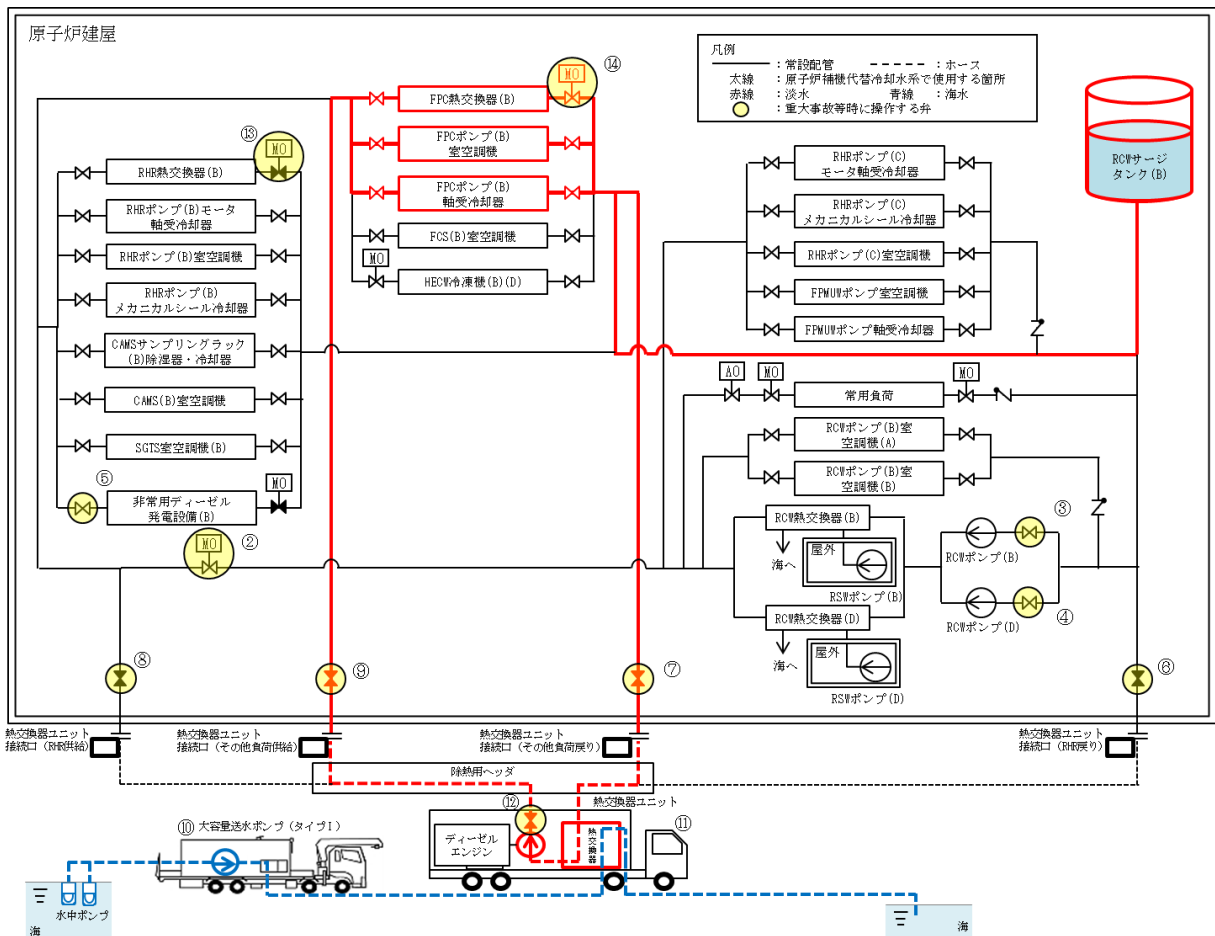 原子炉建屋
凡例
：常設配管
：ホース
太線
：原子炉補機代替冷却水系で使用する箇所
赤線
：淡水
青線
：海水
：重大事故等時に操作する弁
⑭
MO
FPC熱交換器(B)
FPCポンプ(B)
室空調機
FPCポンプ(B)
軸受冷却器
FCS(B)室空調機
MO
HECW冷凍機(B)(D)
⑬
MO
RHR熱交換器(B)
RHRポンプ(B)モータ
軸受冷却器
RHRポンプ(B)室空調機
RHRポンプ(B)
メカニカルシール冷却器
CAMSサンプリングラック
(B)除湿器・冷却器
CAMS(B)室空調機
SGTS室空調機(B)
⑤
MO
非常用ディーゼル
発電設備(B)
②
MO
RHRポンプ(C)
モータ軸受冷却器
RHRポンプ(C)
メカニカルシール冷却器
RHRポンプ(C)室空調機
FPMUWポンプ室空調機
FPMUWポンプ軸受冷却器
RCWサージ
タンク(B)
AO
MO
MO
常用負荷
RCWポンプ(B)室
空調機(A)
RCWポンプ(B)室
空調機(B)
RCW熱交換器(B)
屋外
海へ
RSWポンプ(B)
RCW熱交換器(D)
屋外
海へ
RSWポンプ(D)
③
RCWポンプ(B)
④
RCWポンプ(D)
⑧
⑨
⑦
⑥
熱交換器ユニット
接続口（RHR供給）
熱交換器ユニット
接続口（その他負荷供給）
熱交換器ユニット
接続口（その他負荷戻り）
熱交換器ユニット
接続口（RHR戻り）
除熱用ヘッダ
⑫
熱交換器ユニット
⑩ 大容量送水ポンプ（タイプⅠ）
ディーゼル
エンジン
熱交換器
⑪
水中ポンプ
海
海